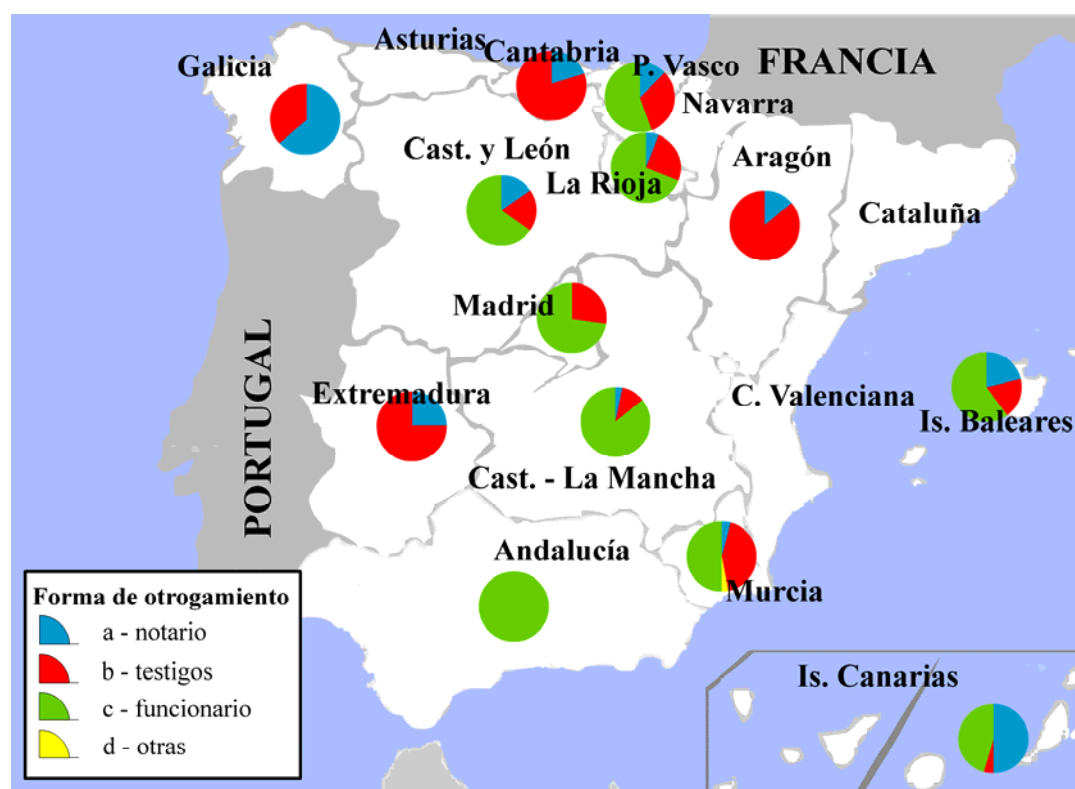 Asturias
Cantabria
Galicia
P. Vasco
FRANCIA
Navarra
Cast. y León
Aragón
La Rioja
Cataluña
Madrid
Extremadura
C. Valenciana
Is. Baleares
PORTUGAL
Cast. - La Mancha
Andalucía
Murcia
Is. Canarias
Forma de otrogamiento
a - notario
b - testigos
c - funcionario
d - otras